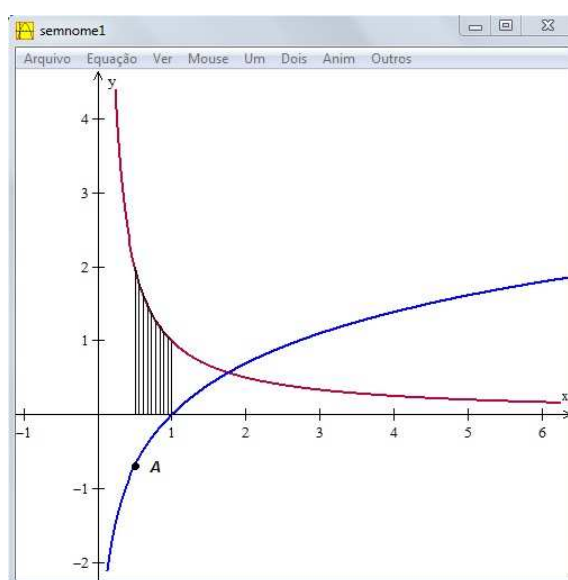 semnome1
Arquivo Equação Ver Mouse Um Dois Anim Outros
y
4
3
2
1
x
−1 1 2 3 4 5 6
A
−1
−2